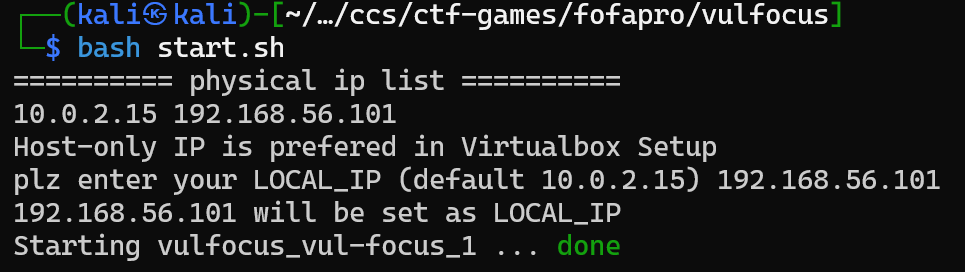 ┌──(kali㉿kali)-[~/…/ccs/ctf-games/fofapro/vulfocus]
└─$ bash start.sh
========== physical ip list ==========
10.0.2.15 192.168.56.101
Host-only IP is prefered in Virtualbox Setup
plz enter your LOCAL_IP (default 10.0.2.15) 192.168.56.101
192.168.56.101 will be set as LOCAL_IP
Starting vulfocus_vul-focus_1 ... done